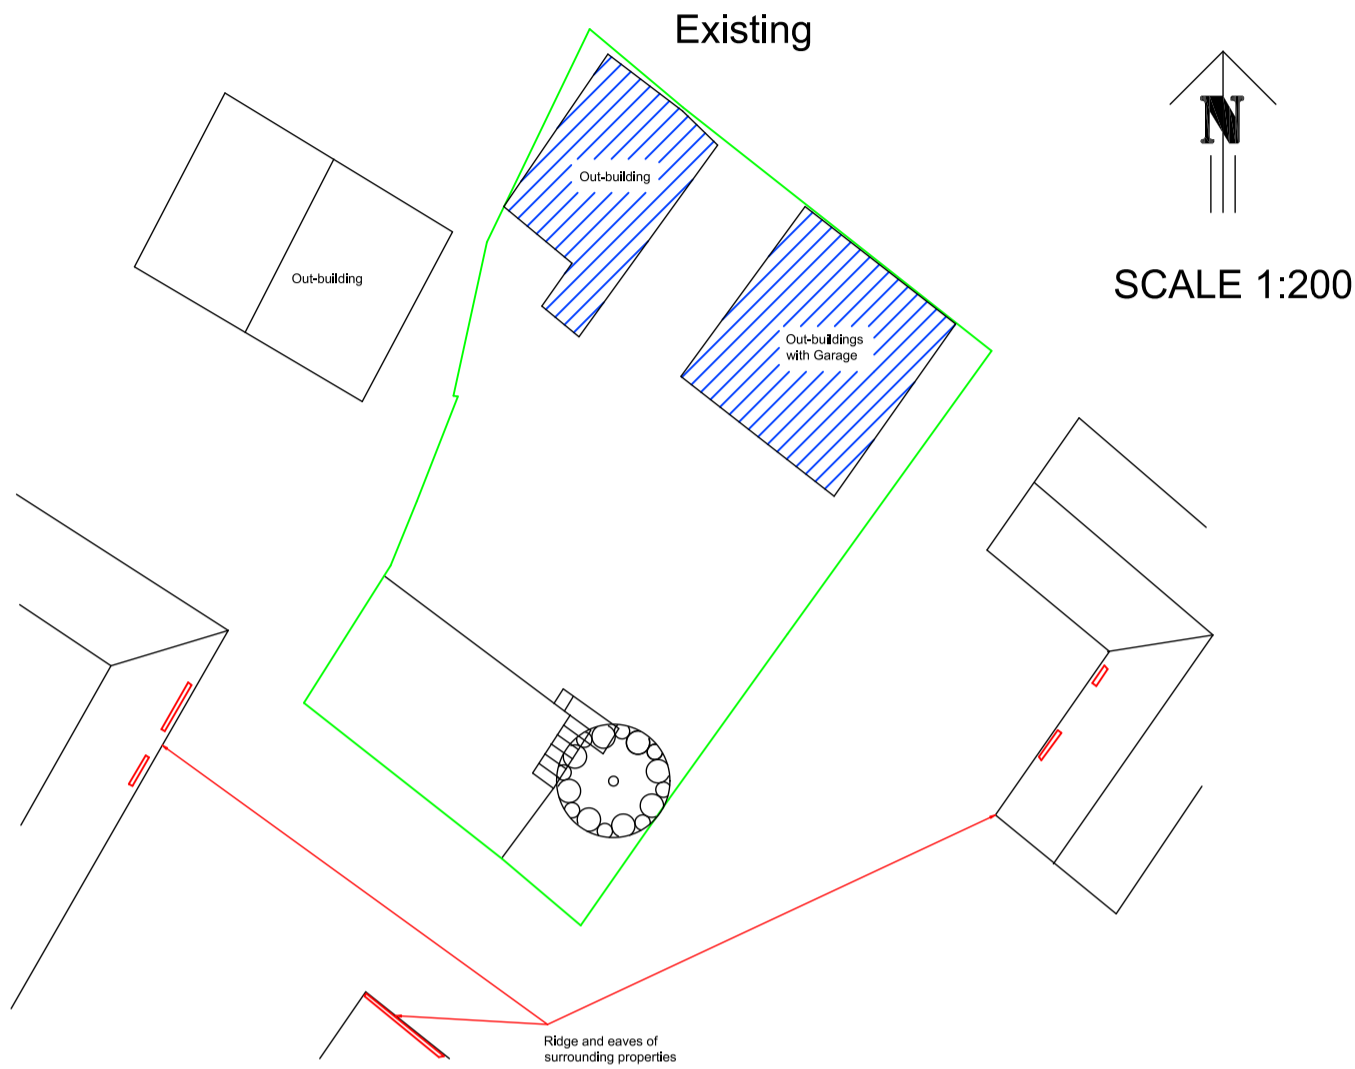 Existing
N
SCALE 1:200
Out-building
Out-building
Out-buildings
with Garage
Ridge and eaves of
surrounding properties